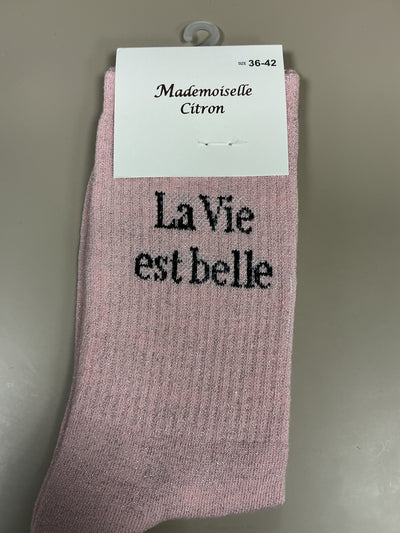 SIZE 36-42
Mademoiselle
Citron
La Vie
est belle